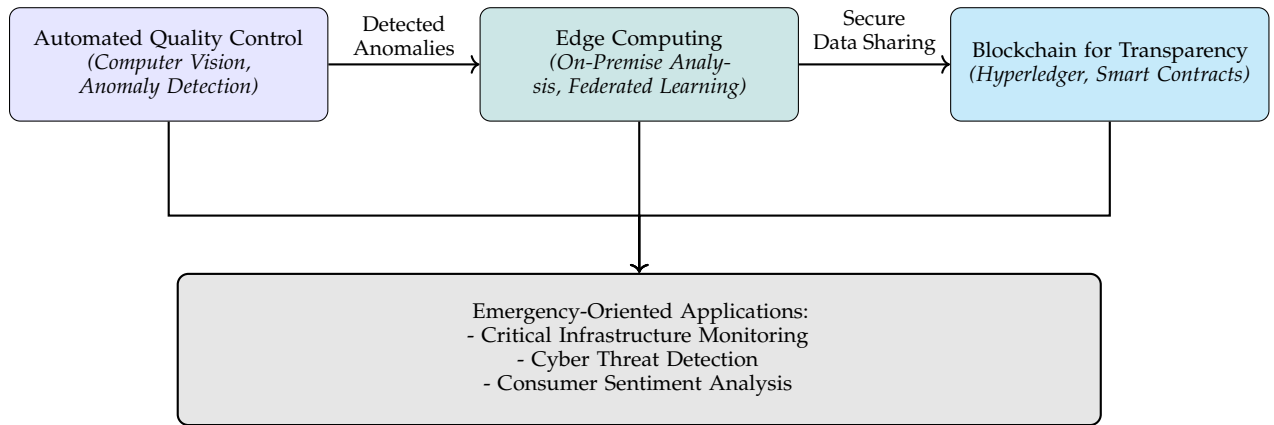 Automated Quality Control
(Computer Vision,
Anomaly Detection)
Detected
Anomalies
Edge Computing
(On-Premise Analy-
sis, Federated Learning)
Secure
Data Sharing
Blockchain for Transparency
(Hyperledger, Smart Contracts)
Emergency-Oriented Applications:
- Critical Infrastructure Monitoring
- Cyber Threat Detection
- Consumer Sentiment Analysis